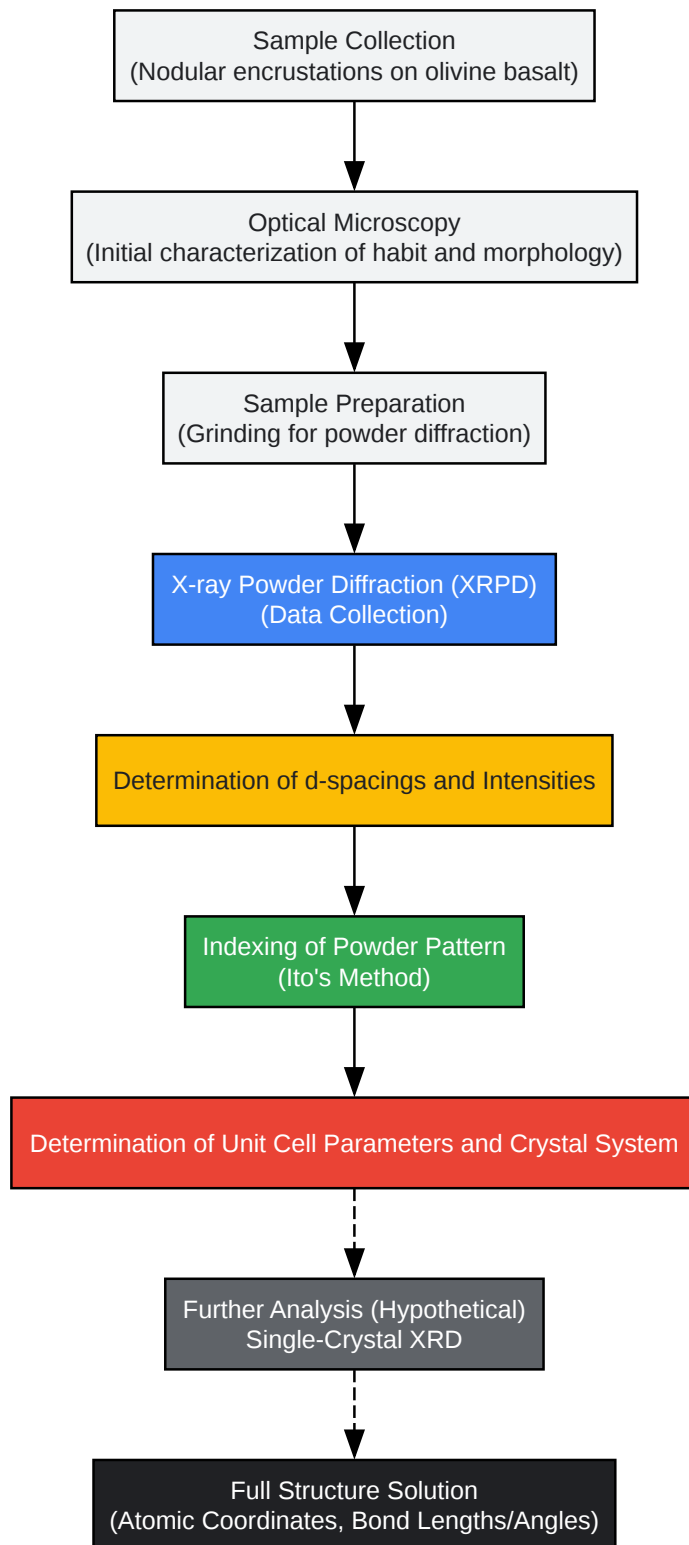 Sample Collection
(Nodular encrustations on olivine basalt)
Optical Microscopy
(Initial characterization of habit and morphology)
Sample Preparation
(Grinding for powder diffraction)
X-ray Powder Diffraction (XRPD)
(Data Collection)
Determination of d-spacings and Intensities
Indexing of Powder Pattern
(Ito's Method)
Determination of Unit Cell Parameters and Crystal System
Further Analysis (Hypothetical)
Single-Crystal XRD
Full Structure Solution
(Atomic Coordinates, Bond Lengths/Angles)